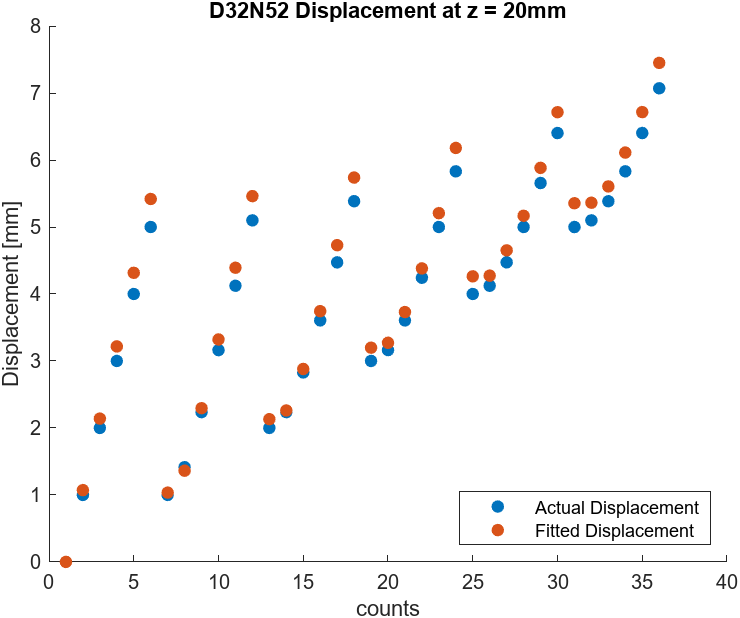 D32N52 Displacement at z = 20mm
8
7
6
5
4
3
2
1
0
Displacement [mm]
0 5 10 15 20 25 30 35 40
counts
Actual Displacement
Fitted Displacement